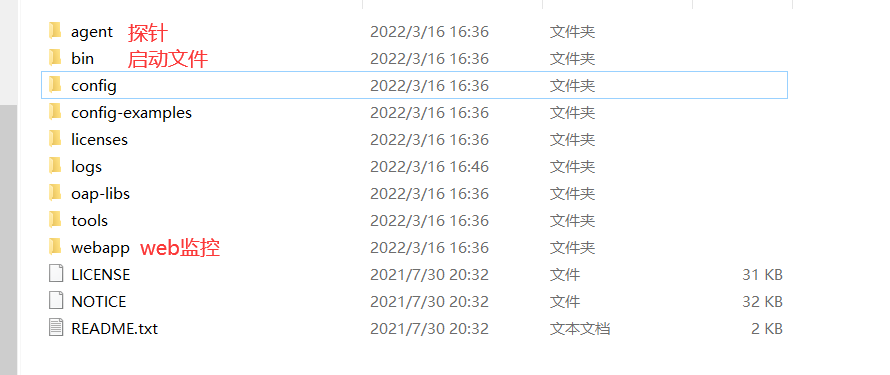 agent 探针 2022/3/16 16:36 文件夹
bin 启动文件 2022/3/16 16:36 文件夹
config 2022/3/16 16:36 文件夹
config-examples 2022/3/16 16:36 文件夹
licenses 2022/3/16 16:36 文件夹
logs 2022/3/16 16:46 文件夹
oap-libs 2022/3/16 16:36 文件夹
tools 2022/3/16 16:36 文件夹
webapp web监控 2022/3/16 16:36 文件夹
LICENSE 2021/7/30 20:32 文件 31 KB
NOTICE 2021/7/30 20:32 文件 32 KB
README.txt 2021/7/30 20:32 文本文档 2 KB